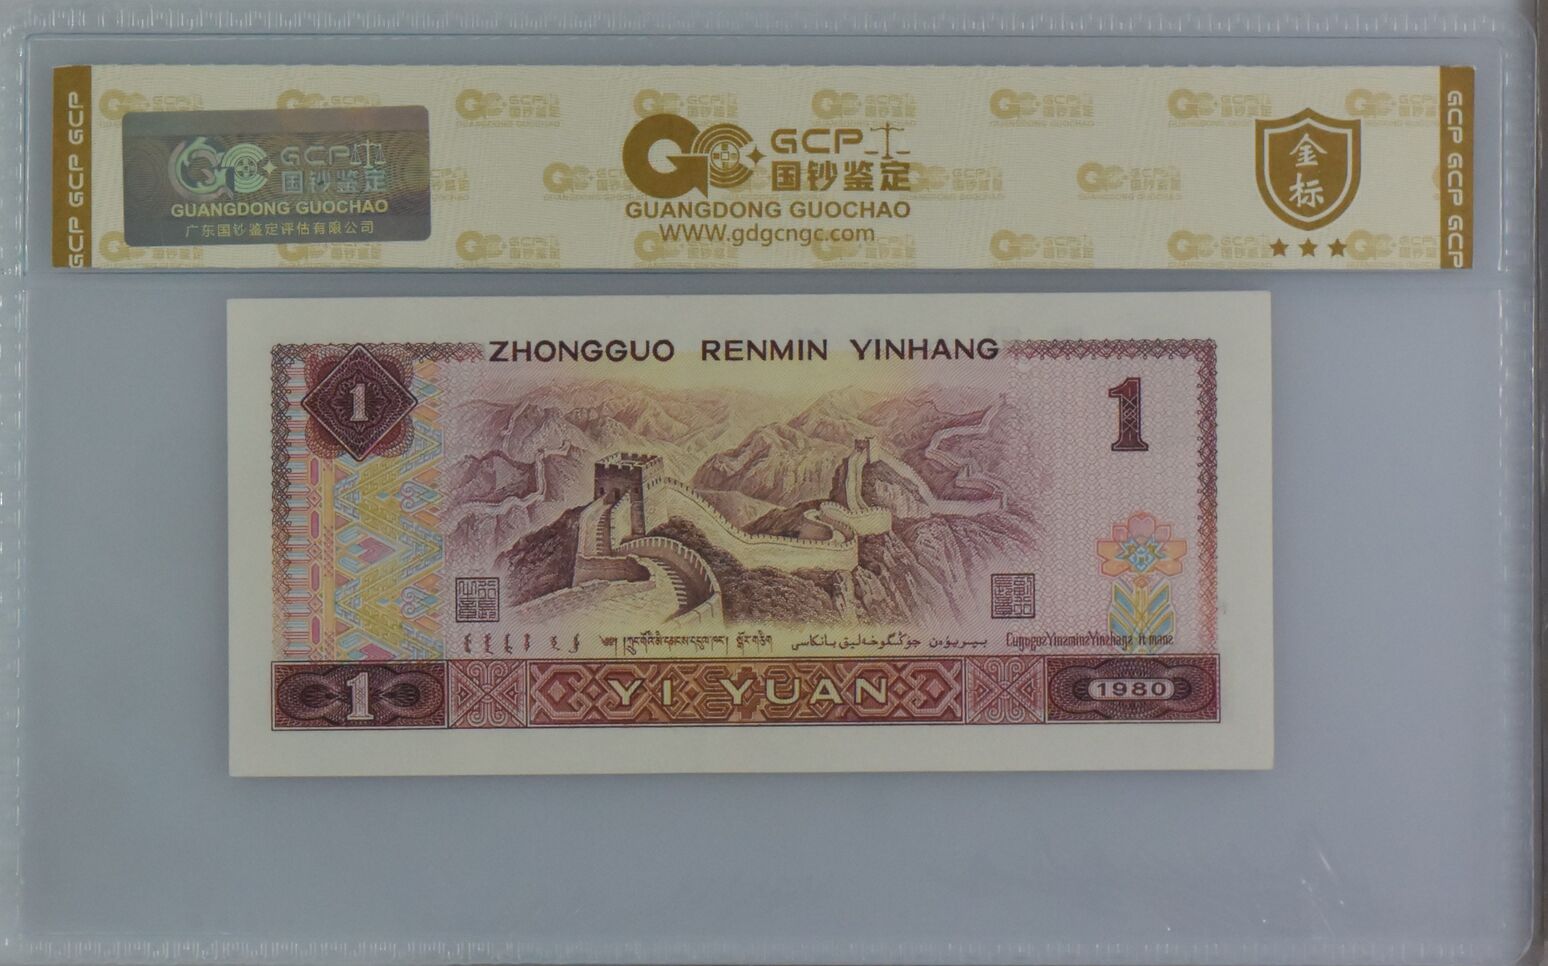 GCP GCP GCP
GCP
国钞鉴定
GUANGDONG GUOCHAO
广东国钞鉴定评估有限公司
GCP
国钞鉴定
GUANGDONG GUOCHAO
WWW.gdgcngc.com
金标
GCP GCP GCP
ZHONGGUO RENMIN YINHANG
1
1
1
YI YUAN
1980